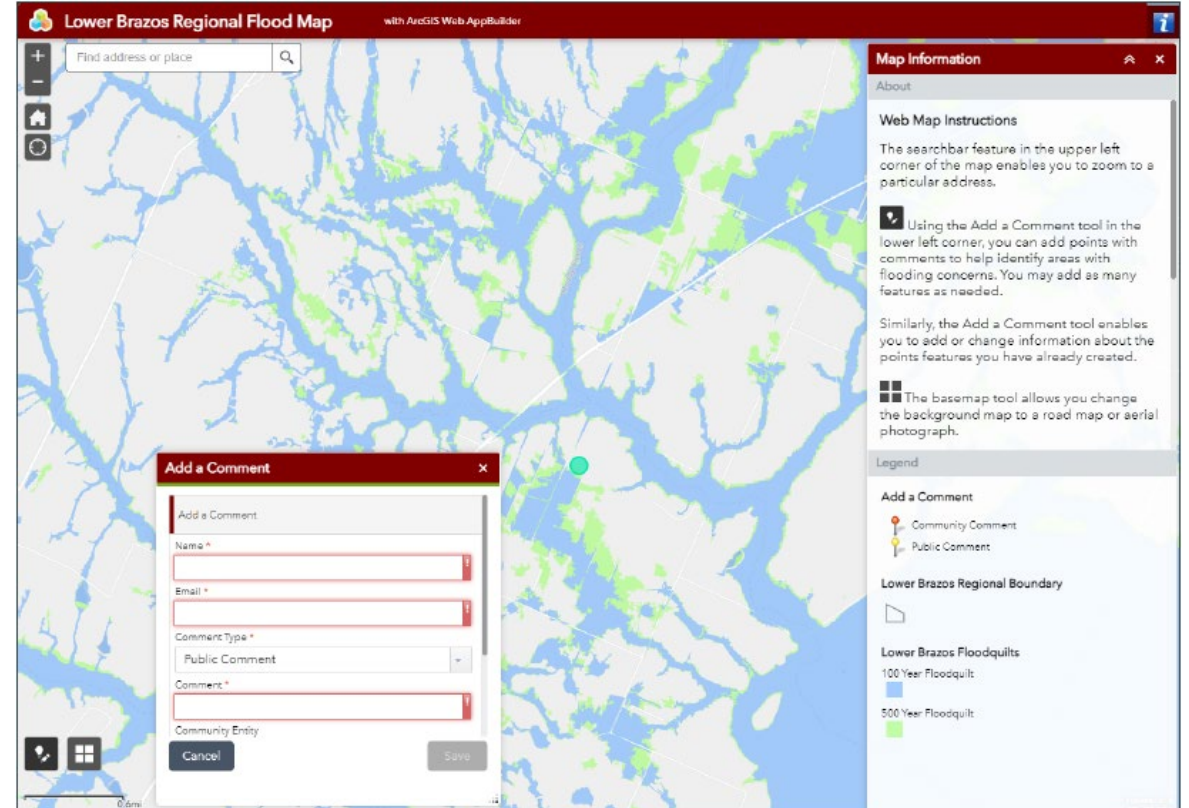 Lower Brazos Regional Flood Map
with ArcGIS Web AppBuilder
Find address or place
Map Information
About
Web Map Instructions
The searchbar feature in the upper left
corner of the map enables you to zoom to a
particular address.
Using the Add a Comment tool in the
lower left corner, you can add points with
comments to help identify areas with
flooding concerns. You may add as many
features as needed.
Similarly, the Add a Comment tool enables
you to add or change information about the
points features you have already created.
The basemap tool allows you change
the background map to a road map or aerial
photograph.
Legend
Add a Comment
Community Comment
Public Comment
Lower Brazos Regional Boundary
Lower Brazos Floodquilts
100 Year Floodquilt
500 Year Floodquilt
Add a Comment
Add a Comment
Name *
Email *
Comment Type *
Public Comment
Comment *
Community Entity
Cancel
Save
0.6mi